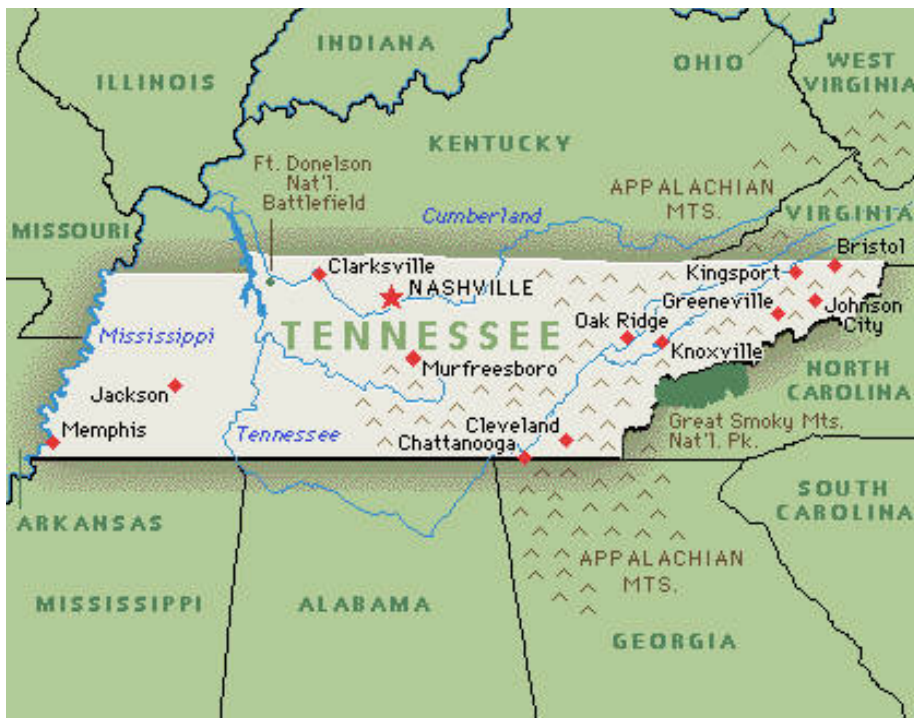 INDIANA
OHIO
WEST
VIRGINIA
ILLINOIS
KENTUCKY
Ft. Donelson
Nat'l.
Battlefield
APPALACHIAN
MTS.
Cumberland
VIRGINIA
MISSOURI
Bristol
Clarksville
Kingsport
NASHVILLE
Greeneville
Johnson
City
Oak Ridge
Mississippi
TENNESSEE
Knoxville
Murfreesboro
NORTH
CAROLINA
Jackson
Great Smoky Mts.
Nat'l. Pk.
Memphis
Tennessee
Cleveland
Chattanooga
SOUTH
CAROLINA
ARKANSAS
APPALACHIAN
MTS.
MISSISSIPPI
ALABAMA
GEORGIA